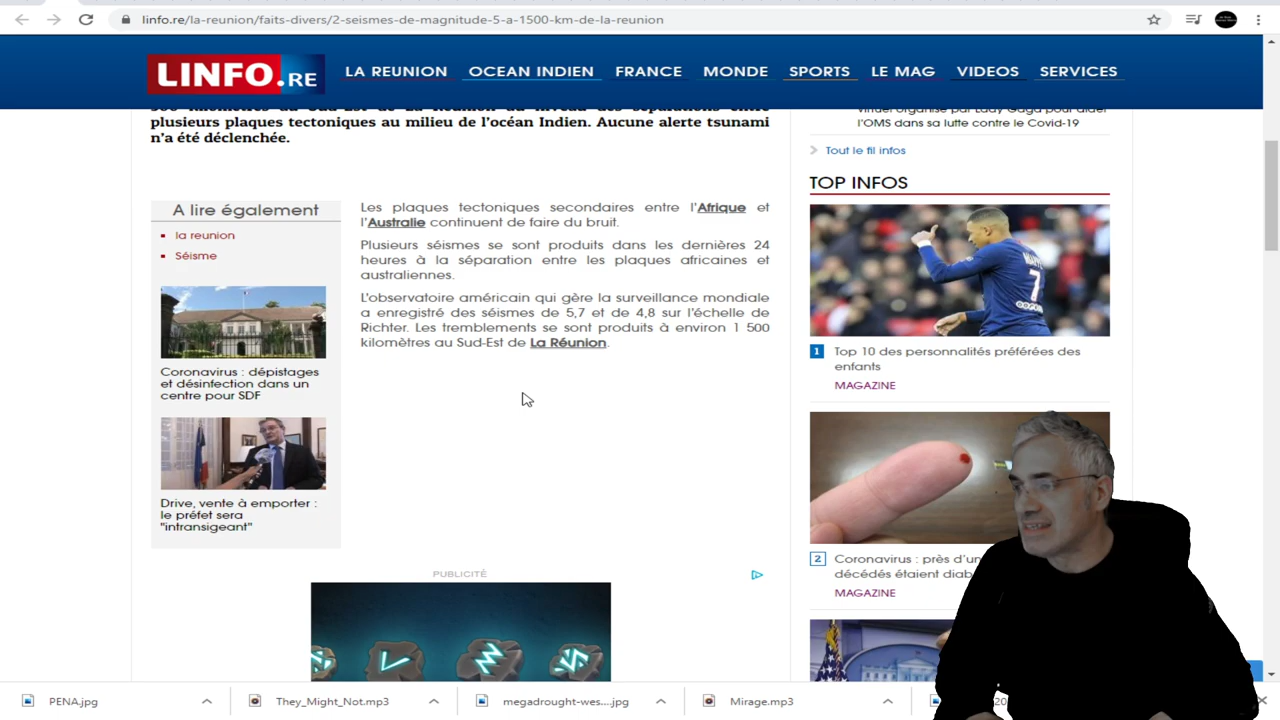 linfo.re/la-reunion/faits-divers/2-seismes-de-magnitude-5-a-1500-km-de-la-reunion
LINFO.RE
LA REUNION OCEAN INDIEN FRANCE MONDE SPORTS LE MAG VIDEOS SERVICES
plusieurs plaques tectoniques au milieu de l'océan Indien. Aucune alerte tsunami
n'a été déclenchée.
A lire également
la reunion
Séisme
Coronavirus : dépistages
et désinfection dans un
centre pour SDF
Drive, vente à emporter :
le préfet sera
"intransigeant"
Les plaques tectoniques secondaires entre l'Afrique et
l'Australie continuent de faire du bruit.
Plusieurs séismes se sont produits dans les dernières 24
heures à la séparation entre les plaques africaines et
australiennes.
L'observatoire américain qui gère la surveillance mondiale
a enregistré des séismes de 5,7 et de 4,8 sur l'échelle de
Richter. Les tremblements se sont produits à environ 1 500
kilomètres au Sud-Est de La Réunion.
PUBLICITÉ
virtuel organisé par Lady Gaga pour aider
l'OMS dans sa lutte contre le Covid-19
Tout le fil infos
TOP INFOS
7
1 Top 10 des personnalités préférées des
enfants
MAGAZINE
2 Coronavirus : près d'un
décédés étaient
MAGAZINE
PENA.jpg
They_Might_Not.mp3
megadrought-wes....jpg
Mirage.mp3